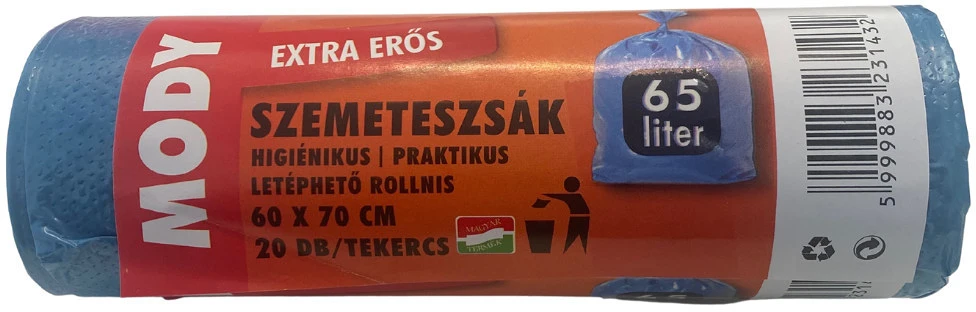 MODY
EXTRA ERŐS
SZEMETESZSÁK
HIGIÉNIKUS | PRAKTIKUS
LETÉPHETŐ ROLLNIS
60 X 70 CM
20 DB/TEKERCS
MAGYAR
TERMÉK
65
liter
5 999883 231432